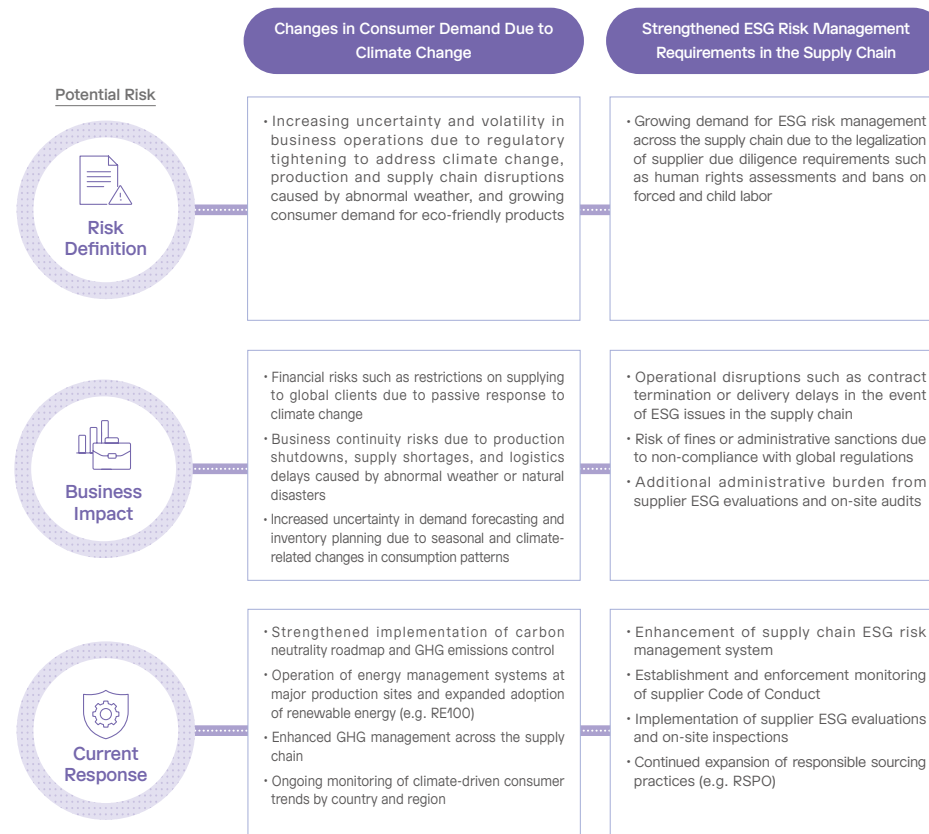 Changes in Consumer Demand Due to
Climate Change
Strengthened ESG Risk Management
Requirements in the Supply Chain
Potential Risk
Risk
Definition
• Increasing uncertainty and volatility in
business operations due to regulatory
tightening to address climate change,
production and supply chain disruptions
caused by abnormal weather, and growing
consumer demand for eco-friendly products
• Growing demand for ESG risk management
across the supply chain due to the legalization
of supplier due diligence requirements such
as human rights assessments and bans on
forced and child labor
Business
Impact
• Financial risks such as restrictions on supplying
to global clients due to passive response to
climate change
• Business continuity risks due to production
shutdowns, supply shortages, and logistics
delays caused by abnormal weather or natural
disasters
• Increased uncertainty in demand forecasting and
inventory planning due to seasonal and climate-
related changes in consumption patterns
• Operational disruptions such as contract
termination or delivery delays in the event
of ESG issues in the supply chain
• Risk of fines or administrative sanctions due
to non-compliance with global regulations
• Additional administrative burden from
supplier ESG evaluations and on-site audits
Current
Response
• Strengthened implementation of carbon
neutrality roadmap and GHG emissions control
• Operation of energy management systems at
major production sites and expanded adoption
of renewable energy (e.g. RE100)
• Enhanced GHG management across the supply
chain
• Ongoing monitoring of climate-driven consumer
trends by country and region
• Enhancement of supply chain ESG risk
management system
• Establishment and enforcement monitoring
of supplier Code of Conduct
• Implementation of supplier ESG evaluations
and on-site inspections
• Continued expansion of responsible sourcing
practices (e.g. RSPO)